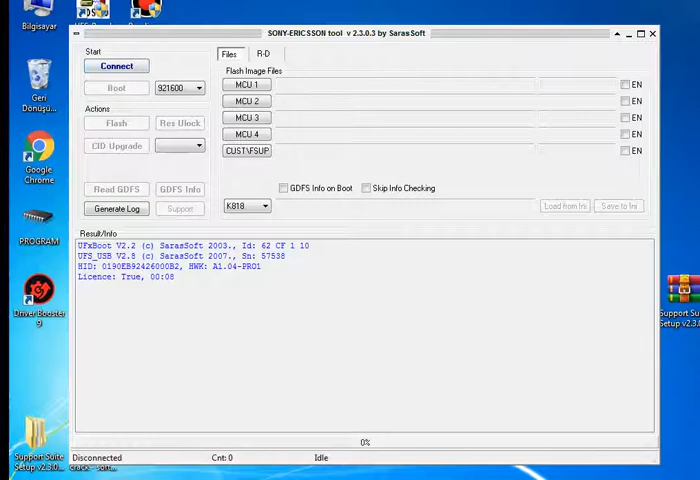 Bilgisayar
SONY-ERICSSON tool v 2.3.0.3 by SarasSoft
Start
Connect
Boot
921600
Actions
Flash
Res Ulock
CID Upgrade
Read GDFS
GDFS Info
Generate Log
Support
Files
R-D
Flash Image Files
MCU 1
EN
MCU 2
EN
MCU 3
EN
MCU 4
EN
CUST\FSUP
EN
GDFS Info on Boot
Skip Info Checking
K818
Load from Ini
Save to Ini
Result/Info
UFxBoot V2.2 (c) SarasSoft 2003., Id: 62 CF 1 10
UFS_USB V2.8 (c) SarasSoft 2007., Sn: 57538
HID: 0190EB92426000B2, HWK: A1.04-PRO1
Licence: True, 00:08
0%
Disconnected
Cnt: 0
Idle
Geri
Dönüşü...
Google
Chrome
PROGRAM
Driver Booster
9
Support Suite
Setup v2.3.0...
Support Su
Setup v2.3